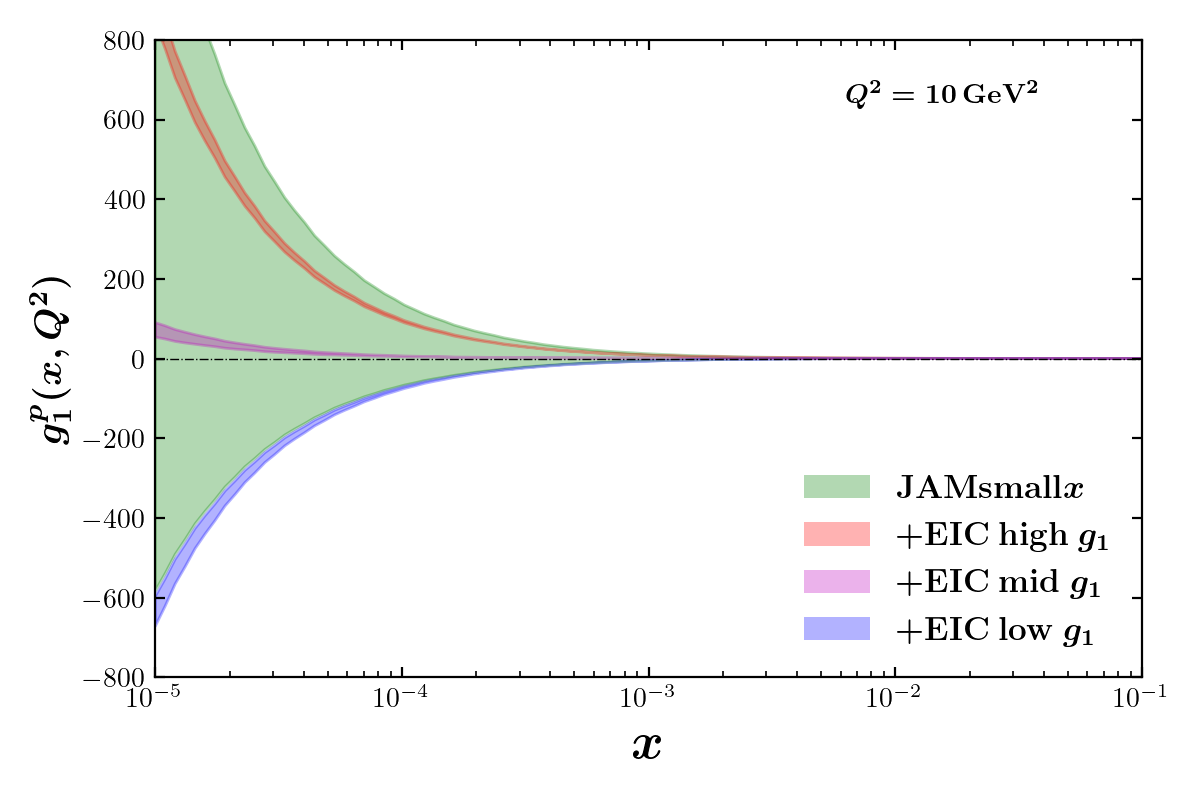 800
600
400
200
0
−200
−400
−600
−800
g₁ᵖ(x, Q²)
Q² = 10 GeV²
JAMsmallx
+EIC high g₁
+EIC mid g₁
+EIC low g₁
10⁻⁵ 10⁻⁴ 10⁻³ 10⁻² 10⁻¹
x